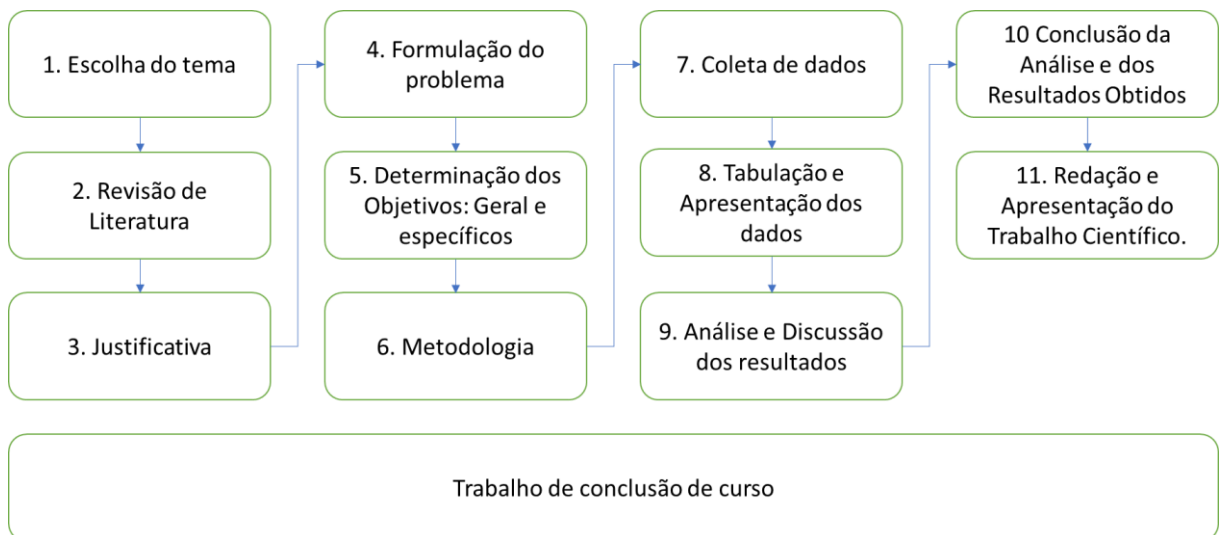 1. Escolha do tema
2. Revisão de
Literatura
3. Justificativa
4. Formulação do
problema
5. Determinação dos
Objetivos: Geral e
específicos
6. Metodologia
7. Coleta de dados
8. Tabulação e
Apresentação dos
dados
9. Análise e Discussão
dos resultados
10 Conclusão da
Análise e dos
Resultados Obtidos
11. Redação e
Apresentação do
Trabalho Científico.
Trabalho de conclusão de curso